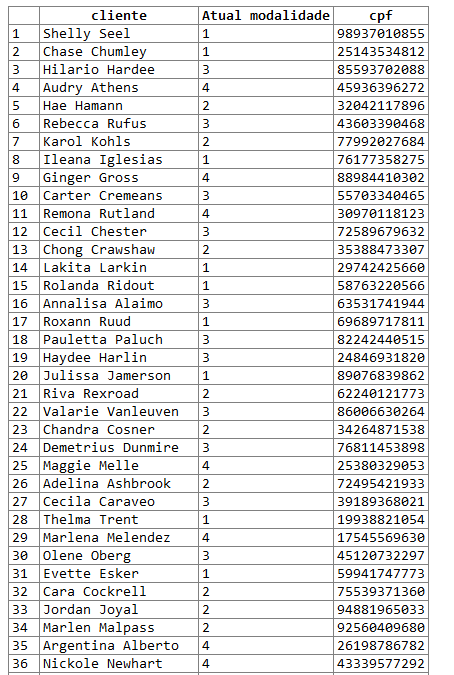 cliente Atual modalidade cpf
1 Shelly Seel 1 98937010855
2 Chase Chumley 1 25143534812
3 Hilario Hardee 3 85593702088
4 Audry Athens 4 45936396272
5 Hae Hamann 2 32042117896
6 Rebecca Rufus 3 43603390468
7 Karol Kohls 2 77992027684
8 Ileana Iglesias 1 76177358275
9 Ginger Gross 4 88984410302
10 Carter Cremeans 3 55703340465
11 Remona Rutland 4 30970118123
12 Cecil Chester 3 72589679632
13 Chong Crawshaw 2 35388473307
14 Lakita Larkin 1 29742425660
15 Rolanda Ridout 1 58763220566
16 Annalisa Alaimo 3 63531741944
17 Roxann Ruud 1 69689717811
18 Pauletta Paluch 3 82242440515
19 Haydee Harlin 3 24846931820
20 Julissa Jamerson 1 89076839862
21 Riva Rexroad 2 62240121773
22 Valarie Vanleuven 3 86006630264
23 Chandra Cosner 2 34264871538
24 Demetrius Dunmire 3 76811453898
25 Maggie Melle 4 25380329053
26 Adelina Ashbrook 2 72495421933
27 Cecila Caraveo 3 39189368021
28 Thelma Trent 1 19938821054
29 Marlena Melendez 4 17545569630
30 Olene Oberg 3 45120732297
31 Evette Esker 1 59941747773
32 Cara Cockrell 2 75539371360
33 Jordan Joyal 2 94881965033
34 Marlen Malpass 2 92560409680
35 Argentina Alberto 4 26198786782
36 Nickole Newhart 4 43339577292